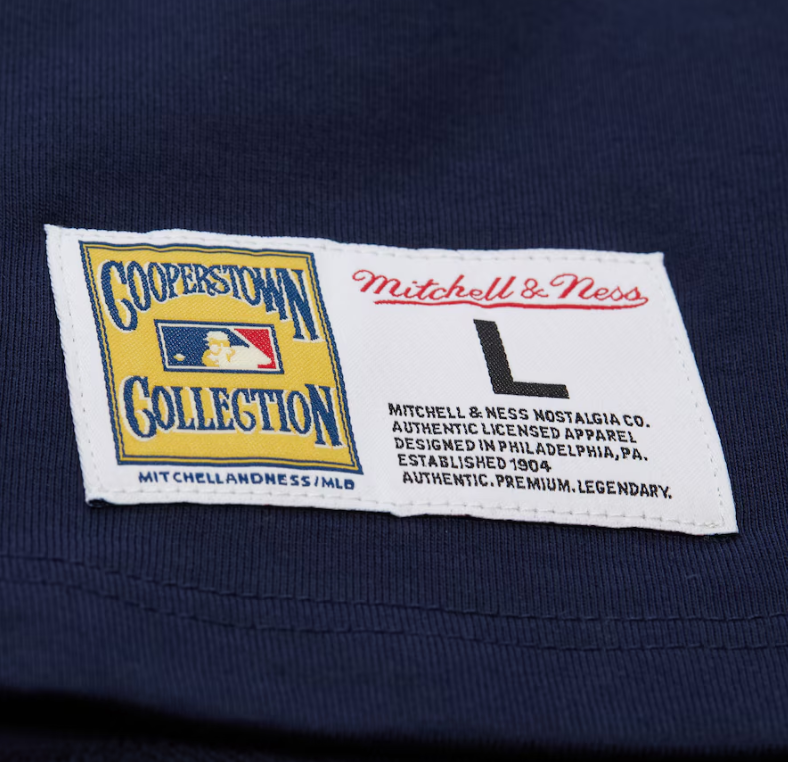 COOPERSTOWN
COLLECTION
MITCHELLANDNESS/MLB
Mitchell & Ness
L
MITCHELL & NESS NOSTALGIA CO.
AUTHENTIC LICENSED APPAREL
DESIGNED IN PHILADELPHIA, PA.
ESTABLISHED 1904
AUTHENTIC. PREMIUM. LEGENDARY.